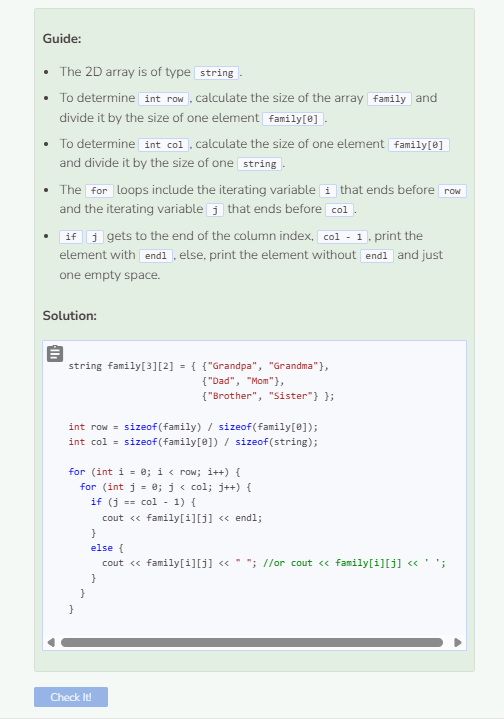 Guide:
The 2D array is of type string.
To determine int row, calculate the size of the array family and
divide it by the size of one element family[0].
To determine int col, calculate the size of one element family[0]
and divide it by the size of one string.
The for loops include the iterating variable i that ends before row
and the iterating variable j that ends before col.
if j gets to the end of the column index, col - 1, print the
element with endl, else, print the element without endl and just
one empty space.
Solution:
string family[3][2] = { {"Grandpa", "Grandma"},
{"Dad", "Mom"},
{"Brother", "Sister"} };
int row = sizeof(family) / sizeof(family[0]);
int col = sizeof(family[0]) / sizeof(string);
for (int i = 0; i < row; i++) {
for (int j = 0; j < col; j++) {
if (j == col - 1) {
cout << family[i][j] << endl;
}
else {
cout << family[i][j] << " "; //or cout << family[i][j] << ' ';
}
}
}
Check It!